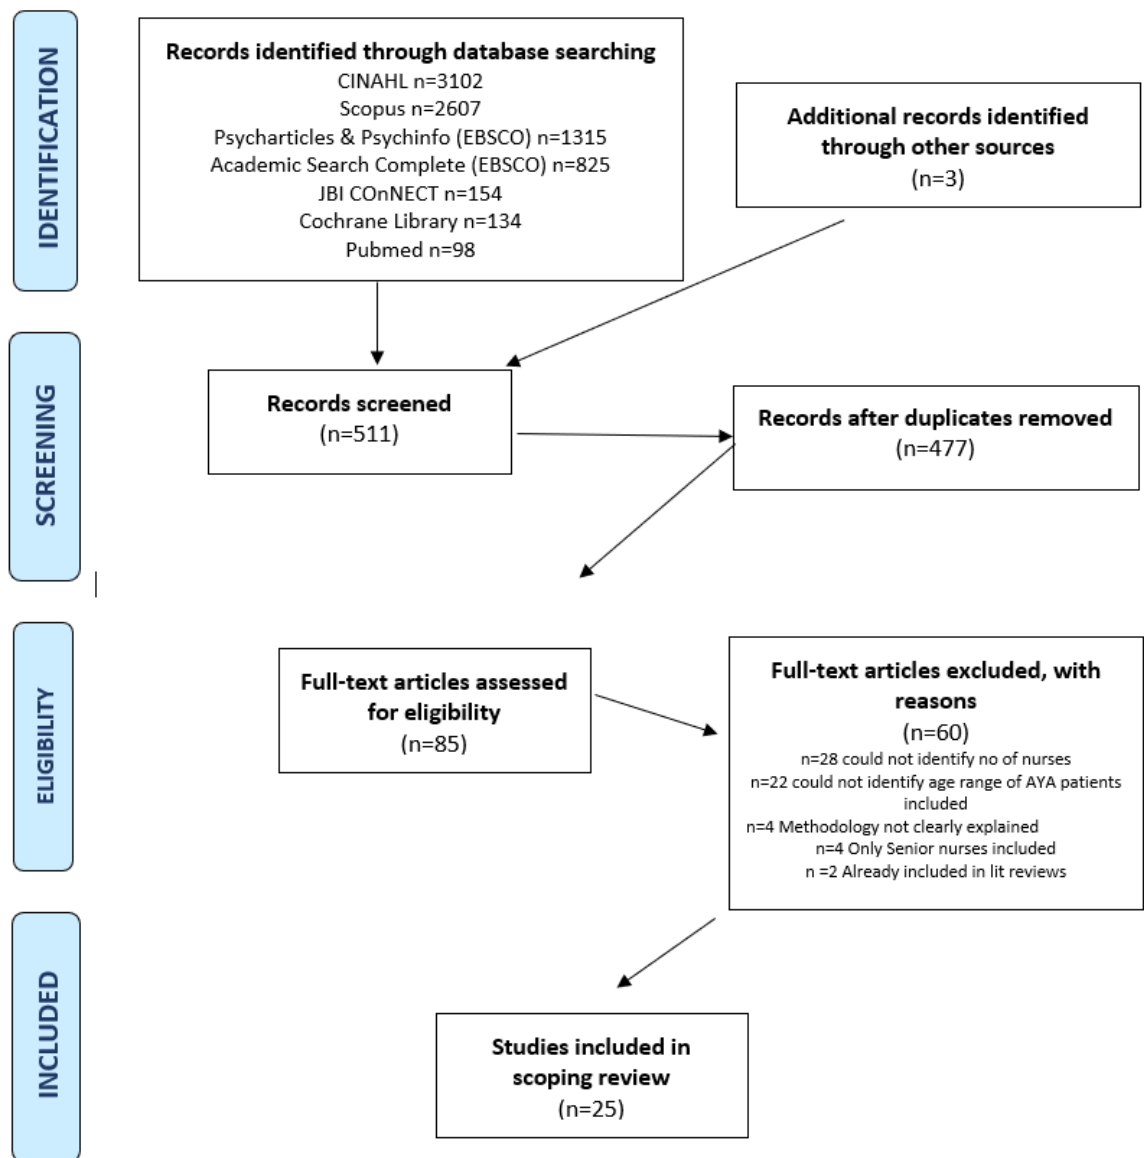 IDENTIFICATION
Records identified through database searching
CINAHL n=3102
Scopus n=2607
Psycharticles & Psychinfo (EBSCO) n=1315
Academic Search Complete (EBSCO) n=825
JBI COnNECT n=154
Cochrane Library n=134
Pubmed n=98
Additional records identified
through other sources
(n=3)
SCREENING
Records screened
(n=511)
Records after duplicates removed
(n=477)
ELIGIBILITY
Full-text articles assessed
for eligibility
(n=85)
Full-text articles excluded, with
reasons
(n=60)
n=28 could not identify no of nurses
n=22 could not identify age range of AYA patients
included
n=4 Methodology not clearly explained
n=4 Only Senior nurses included
n =2 Already included in lit reviews
INCLUDED
Studies included in
scoping review
(n=25)